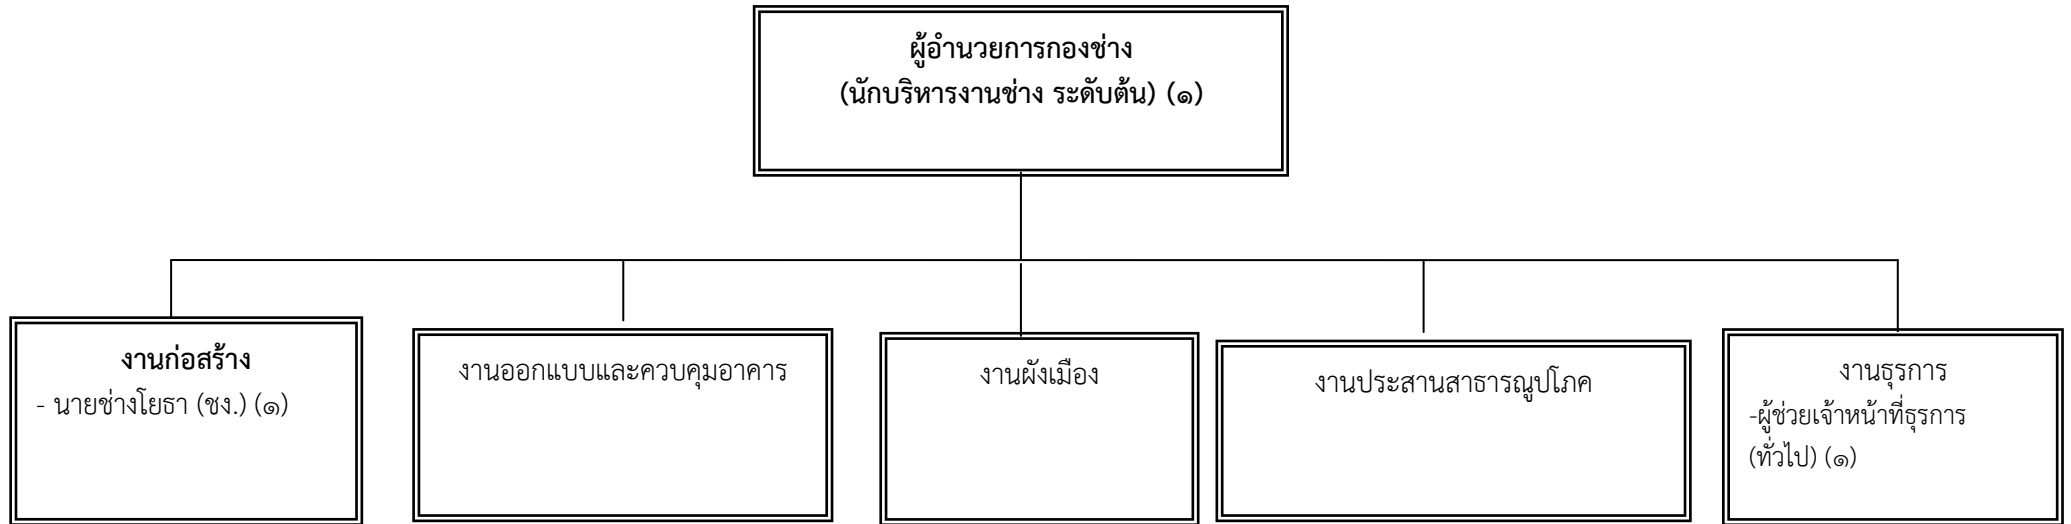 ผู้อำนวยการกองช่าง
(นักบริหารงานช่าง ระดับต้น) (๑)
งานก่อสร้าง
- นายช่างโยธา (ชง.) (๑)
งานออกแบบและควบคุมอาคาร
งานผังเมือง
งานประสานสาธารณูปโภค
งานธุรการ
-ผู้ช่วยเจ้าหน้าที่ธุรการ
(ทั่วไป) (๑)